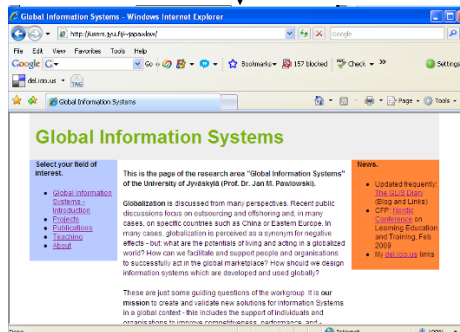 Global Information Systems - Windows Internet Explorer
http://users.jyu.fi/~japawlow/
Google
File Edit View Favorites Tools Help
Google G Go Bookmarks 157 blocked Check Settings
del.icio.us TAG
Global Information Systems Page Tools
Global Information Systems
Select your field of interest.
Global Information Systems - Introduction
Projects
Publications
Teaching
About
This is the page of the research area "Global Information Systems"
of the University of Jyväskylä (Prof. Dr. Jan M. Pawlowski).
Globalization is discussed from many perspectives. Recent public
discussions focus on outsourcing and offshoring and, in many
cases, on specific countries such as China or Eastern Europe. In
many cases, globalization is perceived as a synonym for negative
effects - but what are the potentials of living and acting in a globalized
world? How can we facilitate and support people and organisations
to successfully act in the global marketplace? How should we design
information systems which are developed and used globally?
These are just some guiding questions of the workgroup. It is our
mission to create and validate new solutions for Information Systems
in a global context - this includes the support of individuals and
organisations to improve competitiveness, performance, and -
News.
Updated frequently:
The GLIS Diary
(Blog and Links)
CFP: Nordic
Conference on
Learning Education
and Training, Feb.
2009
My del.icio.us links
Done Internet 100%